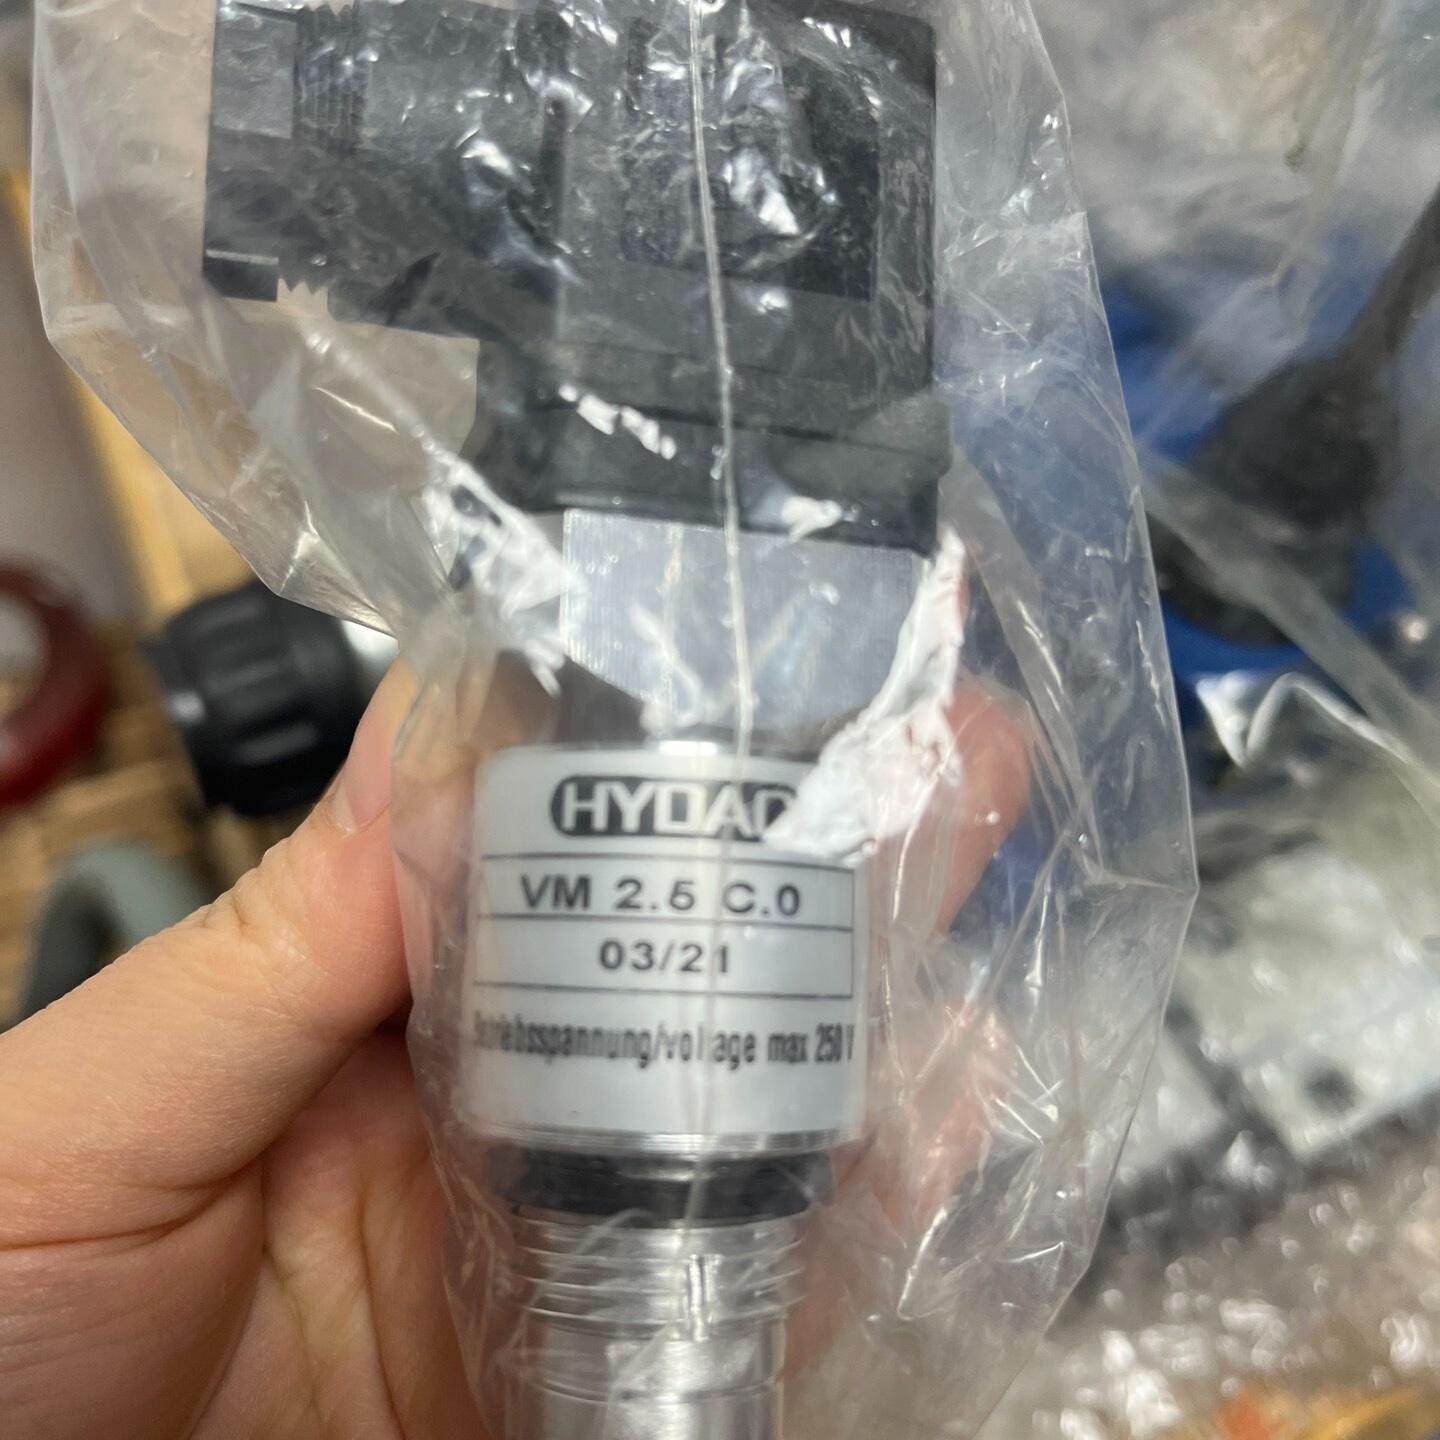 HYDAC
VM 2.5 C.0
03/21
Betriebsspannung/voltage max 250 V